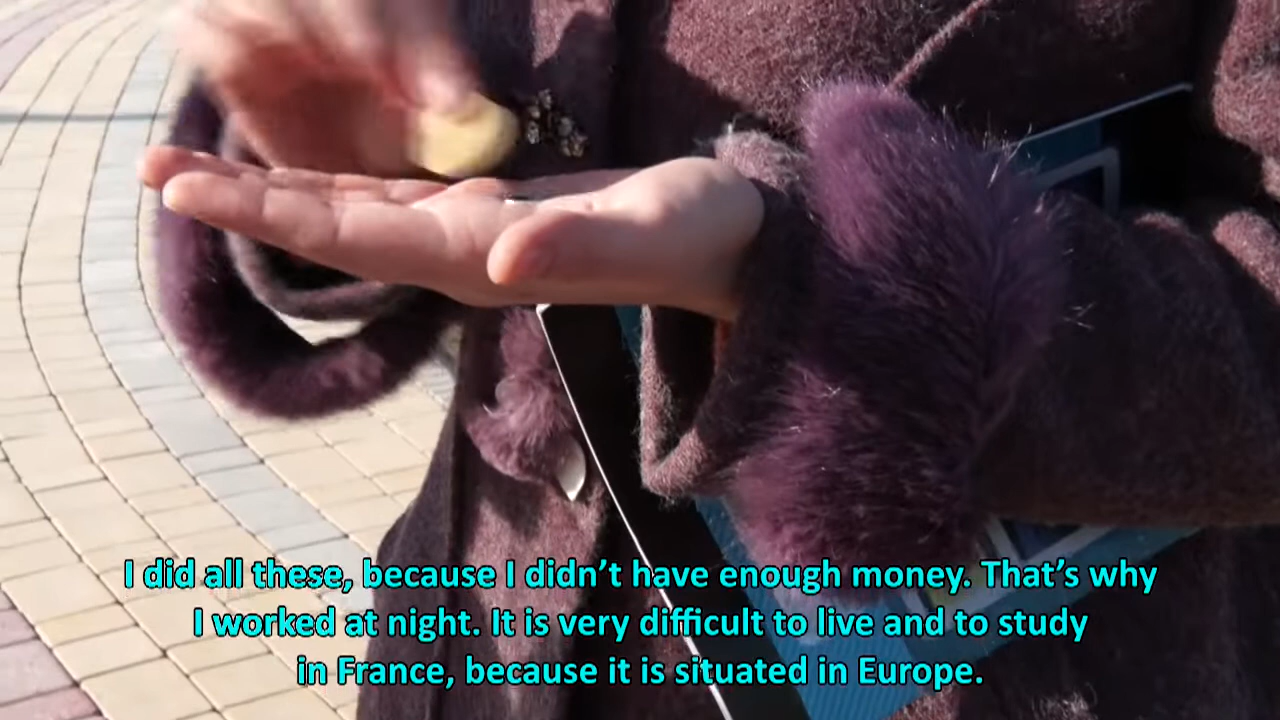 I did all these, because I didn’t have enough money. That’s why
I worked at night. It is very difficult to live and to study
in France, because it is situated in Europe.